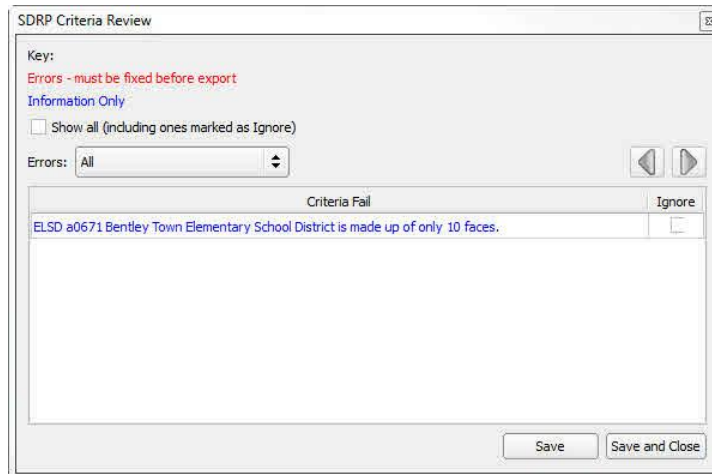 SDRP Criteria Review
Key:
Errors - must be fixed before export
Information Only
Show all (including ones marked as Ignore)
Errors: All
Criteria Fail Ignore
ELSD a0671 Bentley Town Elementary School District is made up of only 10 faces.
Save Save and Close